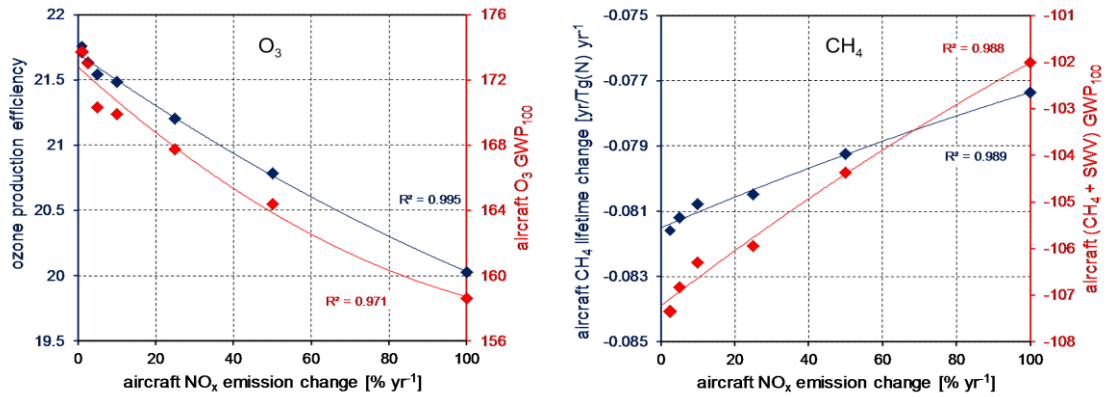 O₃
22
21.5
21
20.5
20
19.5
ozone production efficiency
176
172
168
164
160
156
aircraft O₃ GWP₁₀₀
R² = 0.995
R² = 0.971
0 20 40 60 80 100
aircraft NOₓ emission change [% yr⁻¹]
CH₄
-0.075
-0.077
-0.079
-0.081
-0.083
-0.085
aircraft CH₄ lifetime change [yr/Tg(N) yr⁻¹
-101
-102
-103
-104
-105
-106
-107
-108
aircraft (CH₄ + SWV) GWP₁₀₀
R² = 0.988
R² = 0.989
0 20 40 60 80 100
aircraft NOₓ emission change [% yr⁻¹]